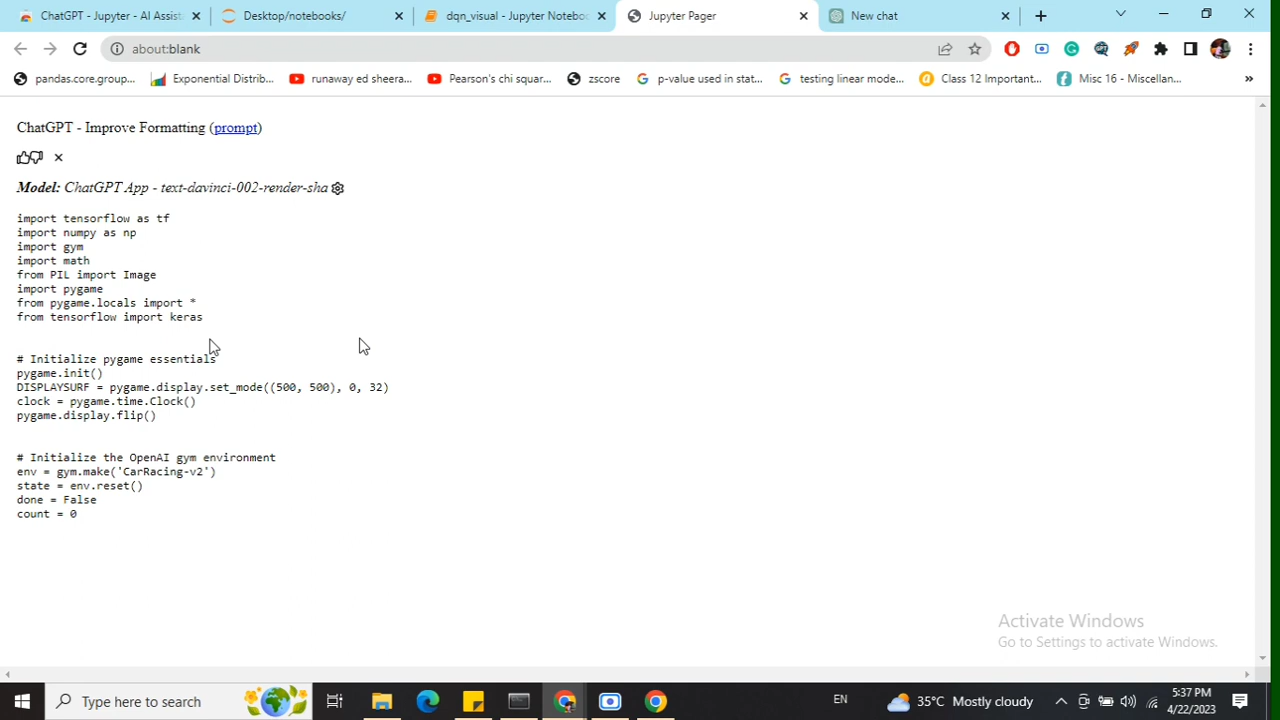 ChatGPT - Jupyter - AI Assist
Desktop/notebooks/
dqn_visual - Jupyter Noteboo
Jupyter Pager
New chat
about:blank
pandas.core.group...
Exponential Distrib...
runaway ed sheera...
Pearson's chi squar...
zscore
p-value used in stat...
testing linear mode...
Class 12 Important...
Misc 16 - Miscellan...
»
ChatGPT - Improve Formatting (prompt)
Model: ChatGPT App - text-davinci-002-render-sha
import tensorflow as tf
import numpy as np
import gym
import math
from PIL import Image
import pygame
from pygame.locals import *
from tensorflow import keras
# Initialize pygame essentials
pygame.init()
DISPLAYSURF = pygame.display.set_mode((500, 500), 0, 32)
clock = pygame.time.Clock()
pygame.display.flip()
# Initialize the OpenAI gym environment
env = gym.make('CarRacing-v2')
state = env.reset()
done = False
count = 0
Activate Windows
Go to Settings to activate Windows.
Type here to search
EN
35°C Mostly cloudy
5:37 PM
4/22/2023